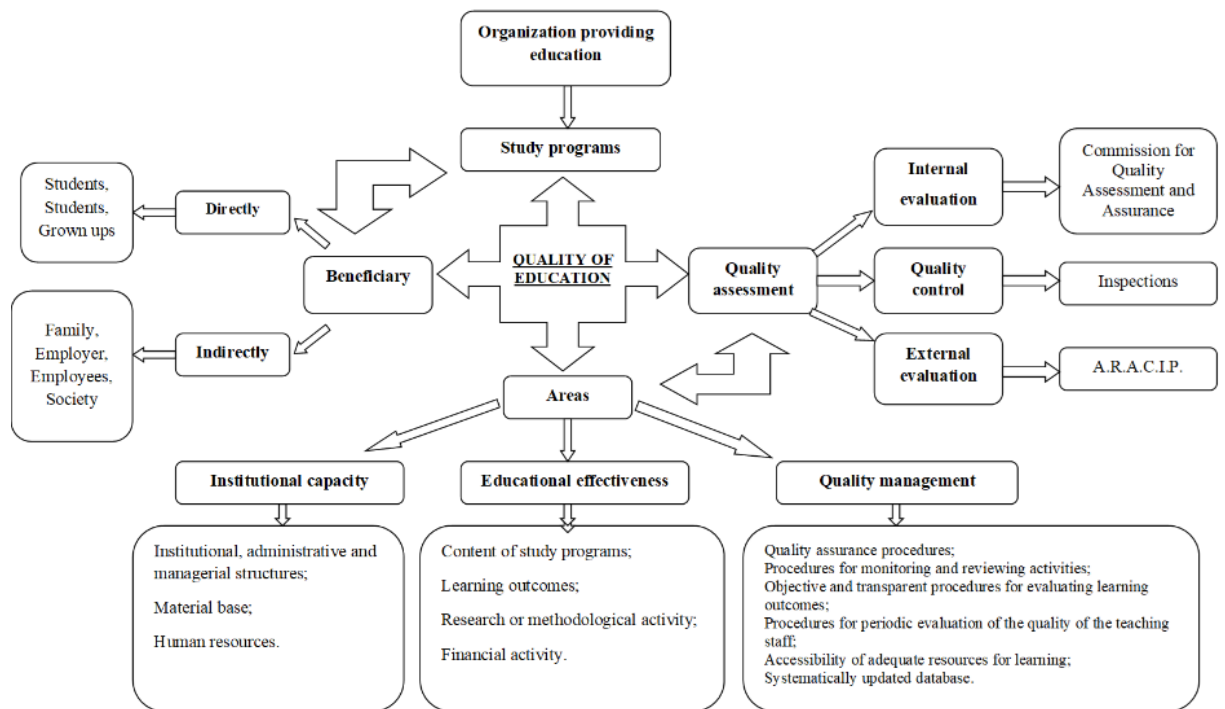 Organization providing
education
Study programs
Internal
evaluation
Commission for
Quality
Assessment and
Assurance
Students,
Students,
Grown ups
Directly
Beneficiary
QUALITY OF
EDUCATION
Quality
assessment
Quality
control
Inspections
Family,
Employer,
Employees,
Society
Indirectly
External
evaluation
A.R.A.C.I.P.
Areas
Institutional capacity
Educational effectiveness
Quality management
Institutional, administrative and
managerial structures;
Material base;
Human resources.
Content of study programs;
Learning outcomes;
Research or methodological activity;
Financial activity.
Quality assurance procedures;
Procedures for monitoring and reviewing activities;
Objective and transparent procedures for evaluating learning
outcomes;
Procedures for periodic evaluation of the quality of the teaching
staff;
Accessibility of adequate resources for learning;
Systematically updated database.